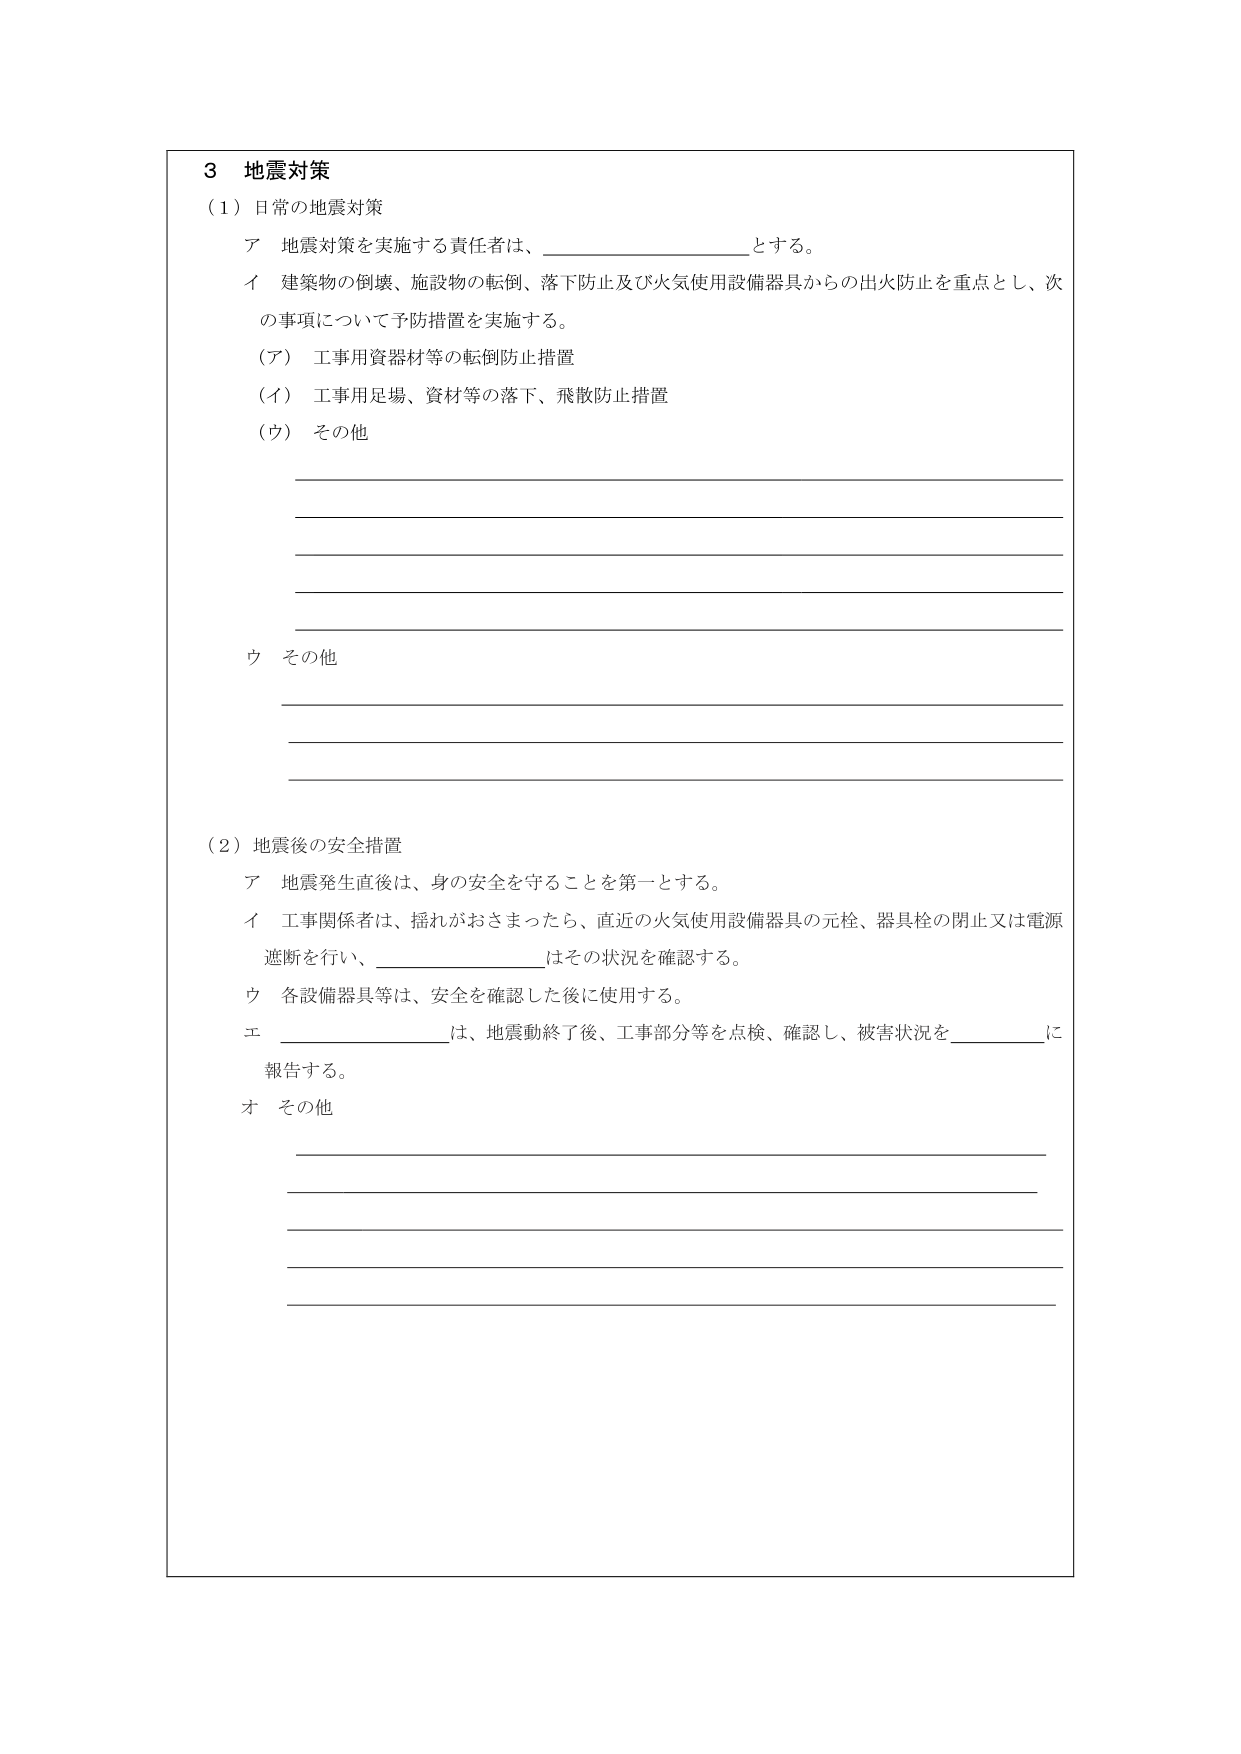 ３　地震対策
（１）日常の地震対策
ア　地震対策を実施する責任者は、＿＿＿＿＿＿＿＿＿＿＿とする。
イ　建築物の倒壊、施設物の転倒、落下防止及び火気使用設備器具からの出火防止を重点とし、次
の事項について予防措置を実施する。
（ア）　工事用資器材等の転倒防止措置
（イ）　工事用足場、資材等の落下、飛散防止措置
（ウ）　その他
ウ　その他
（２）地震後の安全措置
ア　地震発生直後は、身の安全を守ることを第一とする。
イ　工事関係者は、揺れがおさまったら、直近の火気使用設備器具の元栓、器具栓の閉止又は電源
遮断を行い、＿＿＿＿＿＿＿＿＿はその状況を確認する。
ウ　各設備器具等は、安全を確認した後に使用する。
エ　＿＿＿＿＿＿＿＿＿は、地震動終了後、工事部分等を点検、確認し、被害状況を＿＿＿＿＿に
報告する。
オ　その他